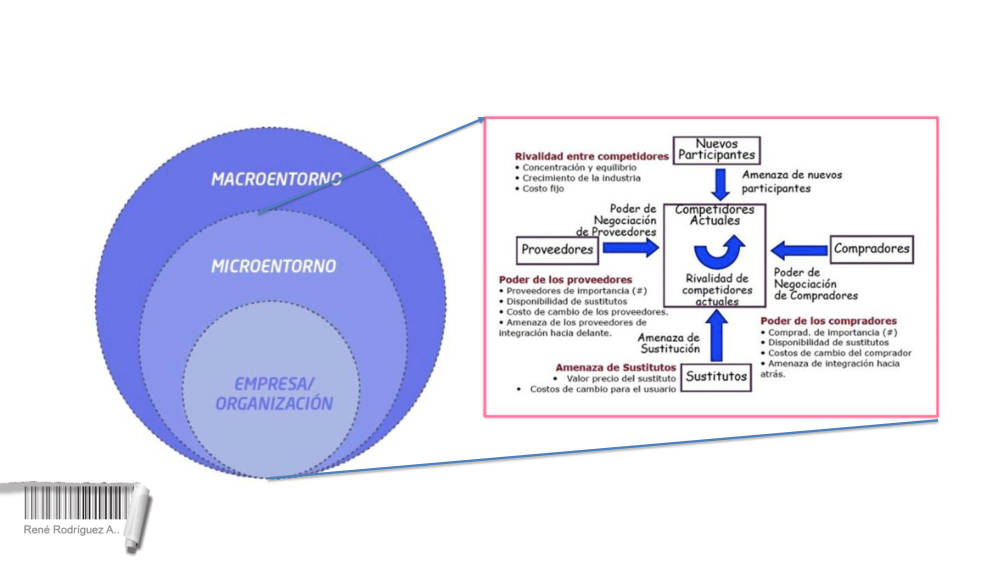 MACROENTORNO
MICROENTORNO
EMPRESA/
ORGANIZACIÓN
Nuevos
Participantes
Rivalidad entre competidores
• Concentración y equilibrio
• Crecimiento de la industria
• Costo fijo
Amenaza de nuevos
participantes
Poder de
Negociación
de Proveedores
Competidores
Actuales
Proveedores
Compradores
Rivalidad de
competidores
actuales
Poder de
Negociación
de Compradores
Poder de los proveedores
• Proveedores de importancia (#)
• Disponibilidad de sustitutos
• Costo de cambio de los proveedores.
• Amenaza de los proveedores de
integración hacia delante.
Poder de los compradores
• Comprad. de importancia (#)
• Disponibilidad de sustitutos
• Costos de cambio del comprador
• Amenaza de integración hacia
atrás.
Amenaza de
Sustitución
Amenaza de Sustitutos
• Valor precio del sustituto
• Costos de cambio para el usuario
Sustitutos
René Rodríguez A..